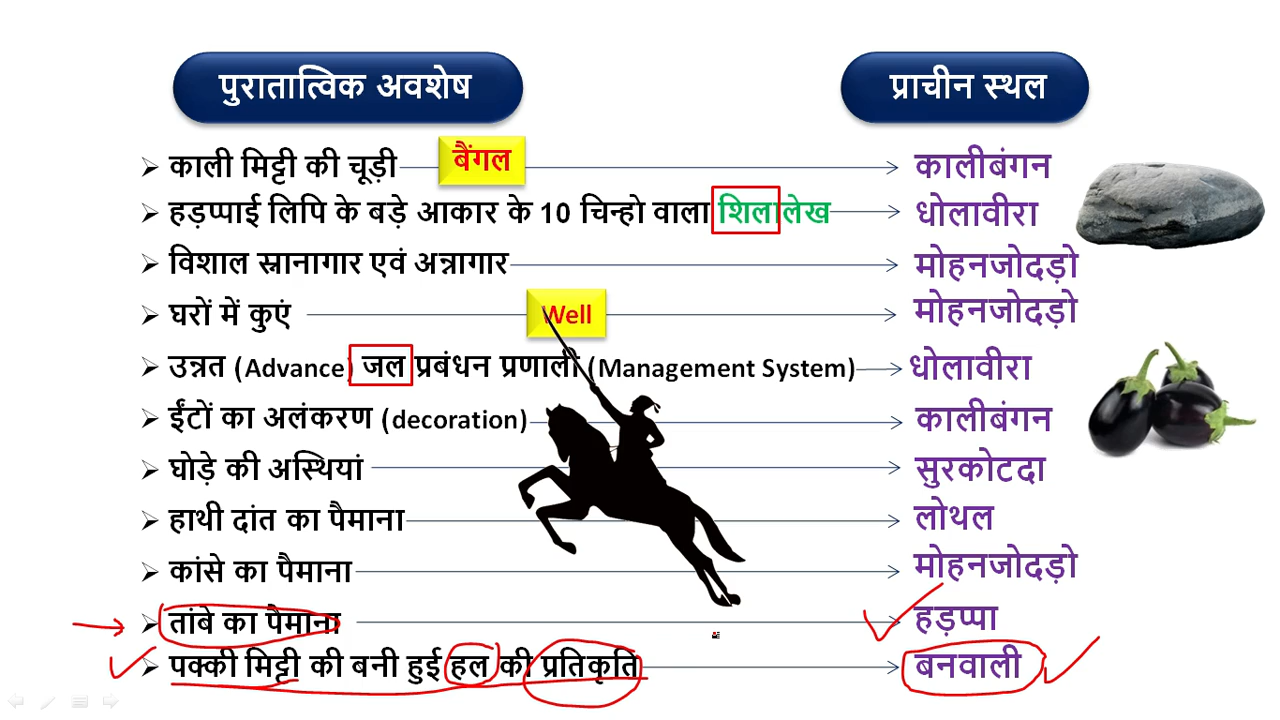 पुरातात्विक अवशेष प्राचीन स्थल
काली मिट्टी की चूड़ी बैंगल कालीबंगन
हड़प्पाई लिपि के बड़े आकार के 10 चिन्हो वाला शिलालेख धोलावीरा
विशाल स्नानागार एवं अन्नागार मोहनजोदड़ो
घरों में कुएं Well मोहनजोदड़ो
उन्नत (Advance) जल प्रबंधन प्रणाली (Management System) धोलावीरा
ईंटों का अलंकरण (decoration) कालीबंगन
घोड़े की अस्थियां सुरकोटदा
हाथी दांत का पैमाना लोथल
कांसे का पैमाना मोहनजोदड़ो
तांबे का पैमाना हड़प्पा
पक्की मिट्टी की बनी हुई हल की प्रतिकृति बनवाली